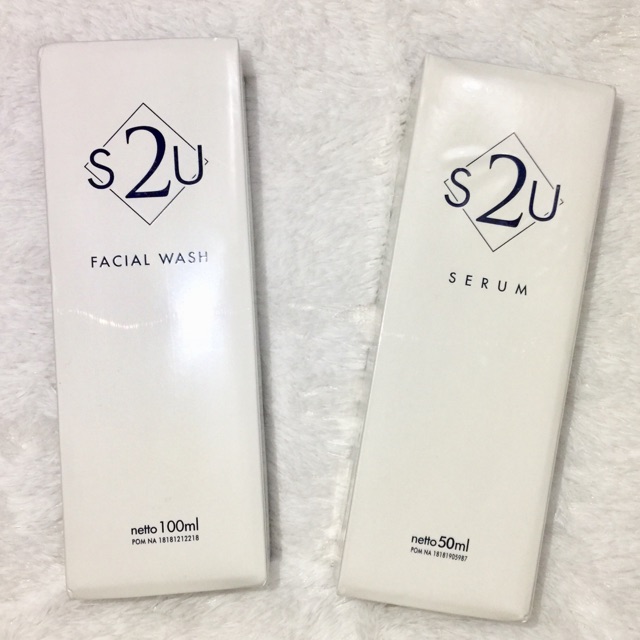 S2U
FACIAL WASH
netto 100ml
POM NA 18181212218
S2U
SERUM
netto 50ml
POM NA 18181905987